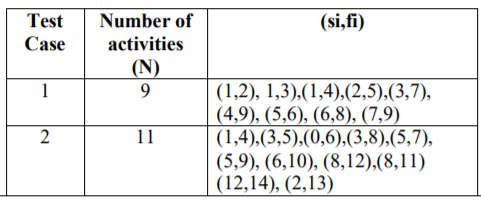 Test Case Number of activities (N) (si,fi)
1 9 (1,2), 1,3),(1,4),(2,5),(3,7),
(4,9), (5,6), (6,8), (7,9)
2 11 (1,4),(3,5),(0,6),(3,8),(5,7),
(5,9), (6,10), (8,12),(8,11)
(12,14), (2,13)